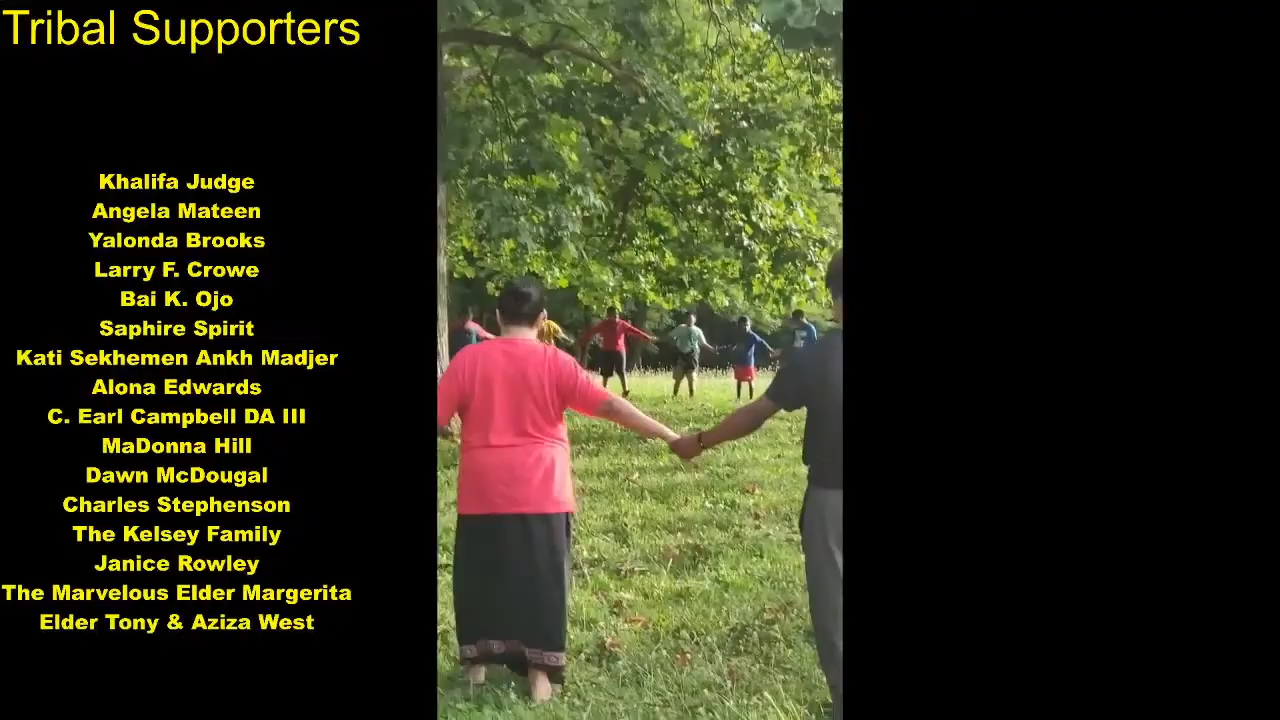 Tribal Supporters
Khalifa Judge
Angela Mateen
Yalonda Brooks
Larry F. Crowe
Bai K. Ojo
Saphire Spirit
Kati Sekhemen Ankh Madjer
Alona Edwards
C. Earl Campbell DA III
MaDonna Hill
Dawn McDougal
Charles Stephenson
The Kelsey Family
Janice Rowley
The Marvelous Elder Margerita
Elder Tony & Aziza West